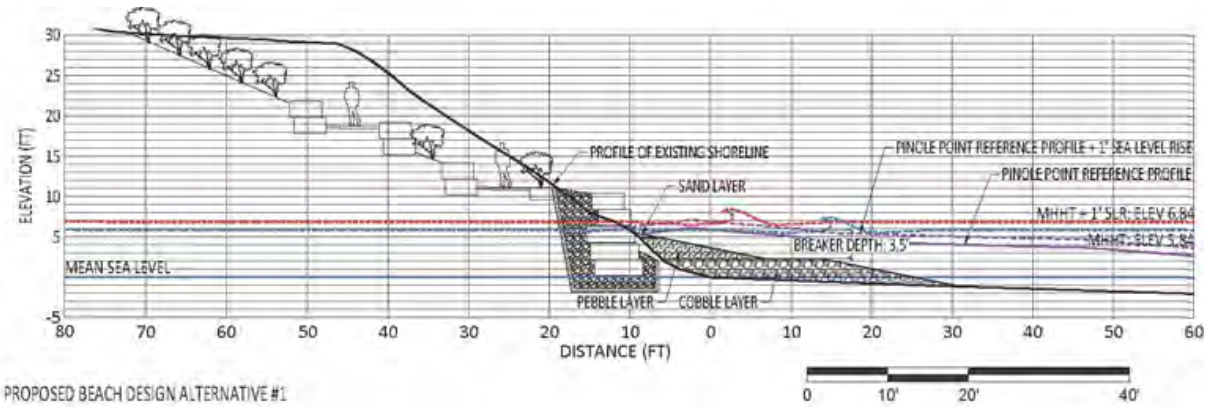 30
25
20
15
10
5
-5
ELEVATION (FT)
PROFILE OF EXISTING SHORELINE
SAND LAYER
PINOLE POINT REFERENCE PROFILE + 1' SEA LEVEL RISE
PINOLE POINT REFERENCE PROFILE
MHHT + 1' SLR: ELEV 6.84
BREAKER DEPTH: 3.5'
MHHT: ELEV 5.84
MEAN SEA LEVEL
PEBBLE LAYER
COBBLE LAYER
80 70 60 50 40 30 20 10 0 10 20 30 40 50 60
DISTANCE (FT)
PROPOSED BEACH DESIGN ALTERNATIVE #1
0 10' 20' 40'